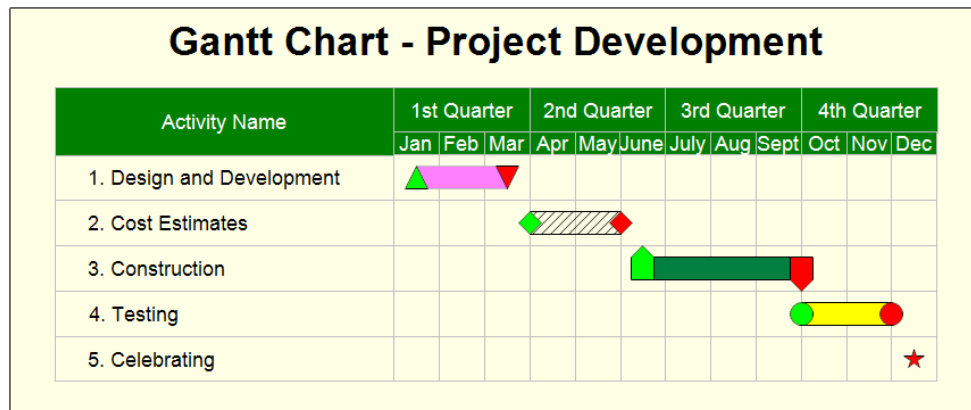 Gantt Chart - Project Development
Activity Name
1st Quarter 2nd Quarter 3rd Quarter 4th Quarter
Jan Feb Mar Apr May June July Aug Sept Oct Nov Dec
1. Design and Development
2. Cost Estimates
3. Construction
4. Testing
5. Celebrating